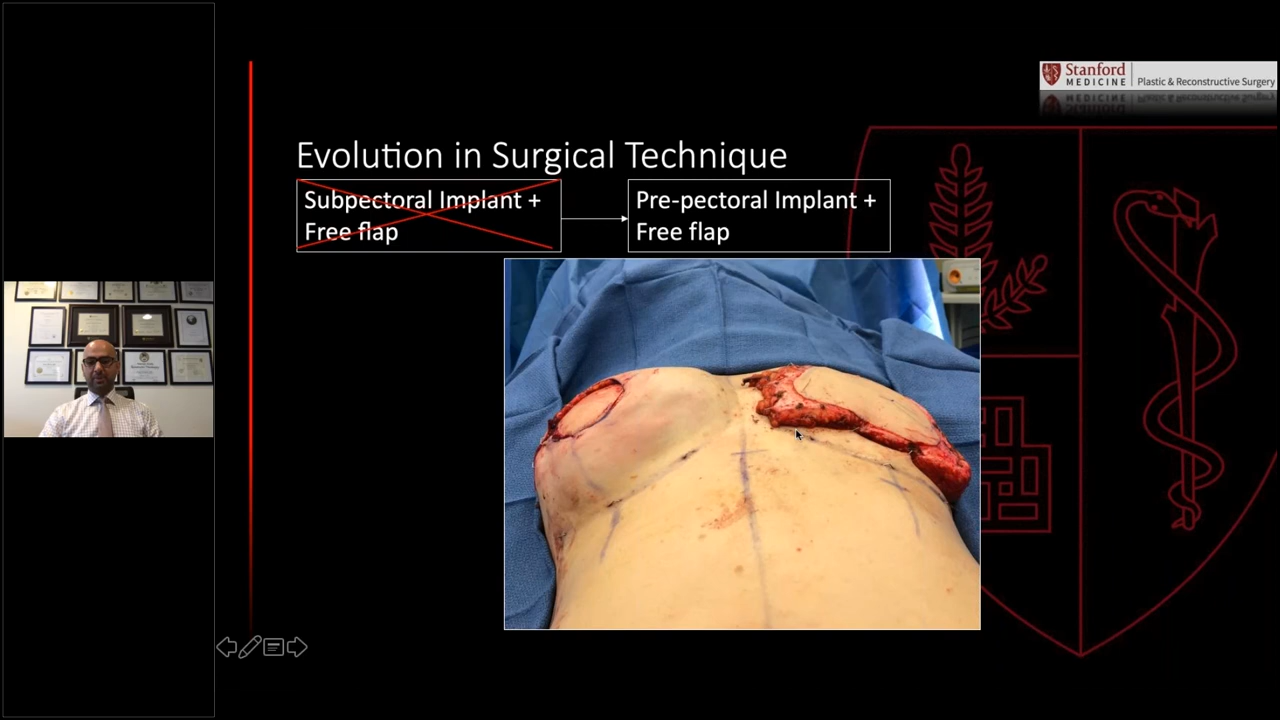 Stanford
MEDICINE
Plastic & Reconstructive Surgery
Evolution in Surgical Technique
Subpectoral Implant +
Free flap
Pre-pectoral Implant +
Free flap